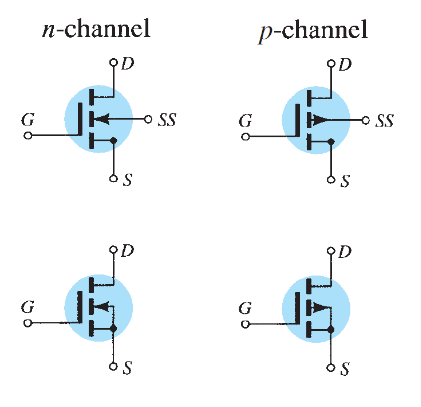 n-channel p-channel
D D
G SS G SS
S S
D D
G G
S S